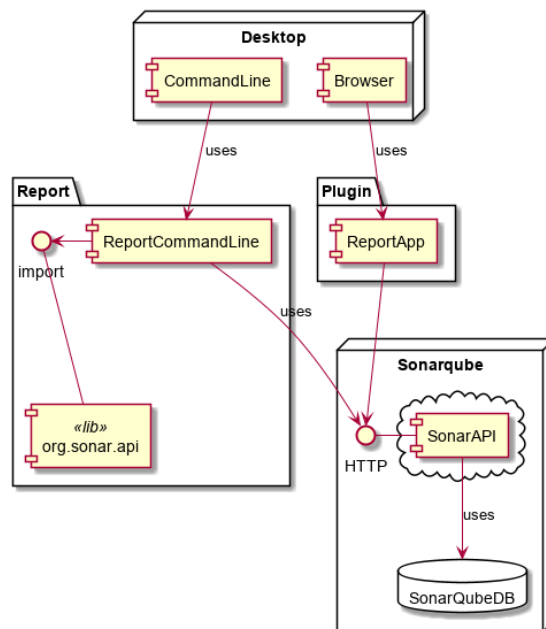 Desktop
CommandLine
Browser
uses
uses
Report
Plugin
ReportCommandLine
ReportApp
import
uses
Sonarqube
«lib»
org.sonar.api
SonarAPI
HTTP
uses
SonarQubeDB